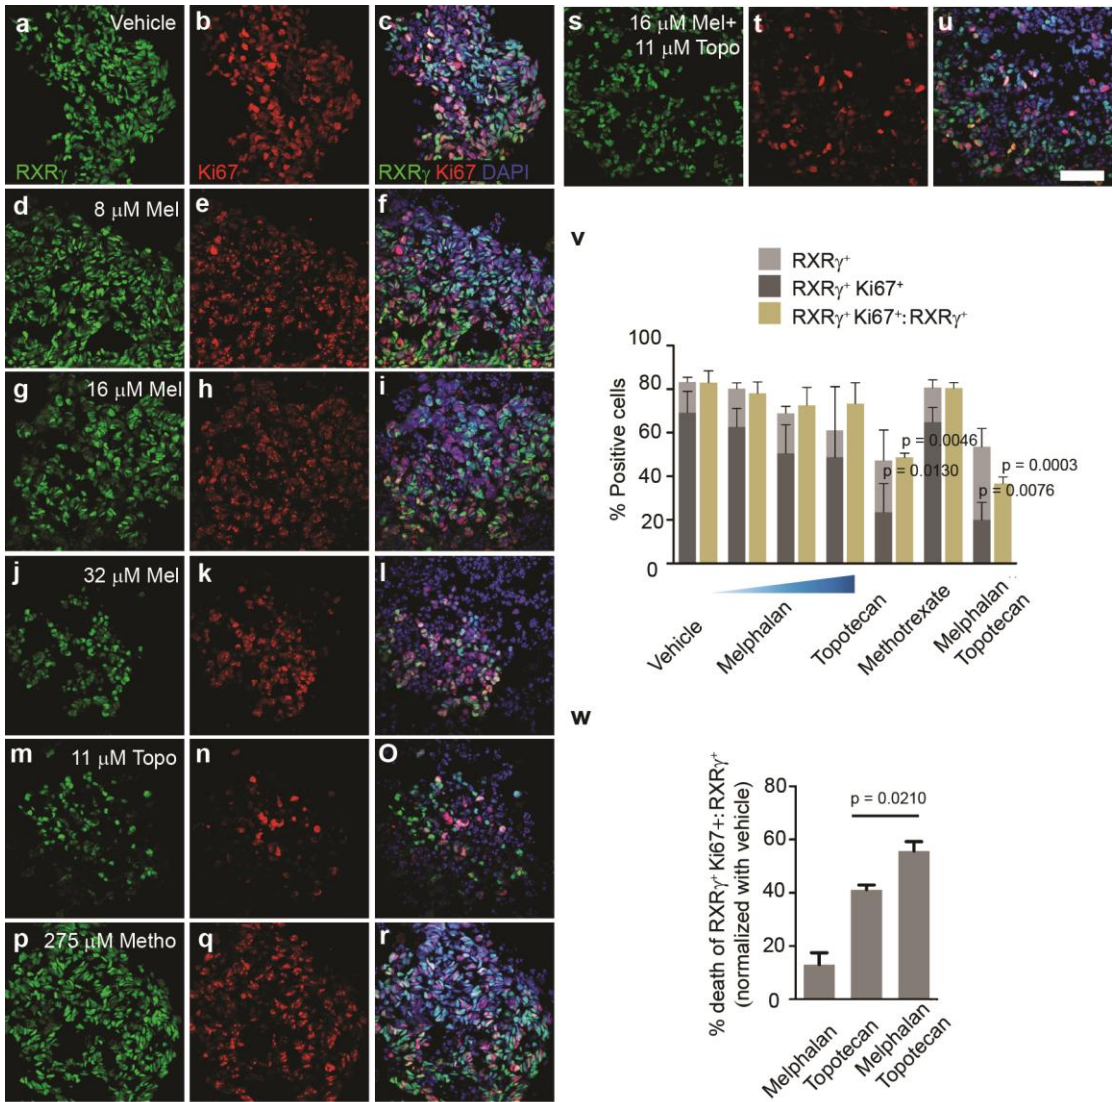 a Vehicle
RXRγ
b
Ki67
c
RXRγ Ki67 DAPI
d 8 μM Mel
e
f
g 16 μM Mel
h
i
j 32 μM Mel
k
l
m 11 μM Topo
n
O
p 275 μM Metho
q
r
s 16 μM Mel+
11 μM Topo
t
u
v
RXRγ⁺
RXRγ⁺ Ki67⁺
RXRγ⁺ Ki67⁺:RXRγ⁺
% Positive cells
100
80
60
40
20
0
p = 0.0046
p = 0.0130
p = 0.0003
p = 0.0076
Vehicle
Melphalan
Topotecan
Methotrexate
Melphalan
Topotecan
w
% death of RXRγ⁺ Ki67+:RXRγ⁺
(normalized with vehicle)
80
60
40
20
0
p = 0.0210
Melphalan
Topotecan
Melphalan
Topotecan